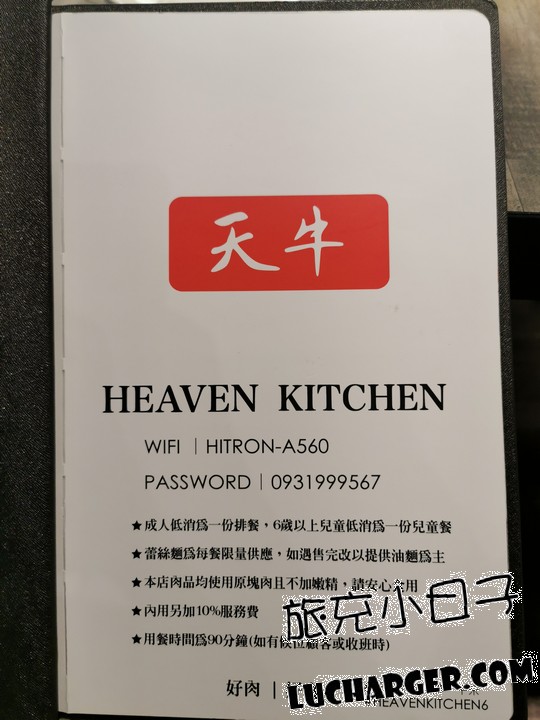 天牛
HEAVEN KITCHEN
WIFI｜HITRON-A560
PASSWORD｜0931999567
★成人低消爲一份排餐，6歲以上兒童低消爲一份兒童餐
★蕾絲麵爲每餐限量供應，如遇售完改以提供油麵爲主
★本店肉品均使用原塊肉且不加嫩精，請安心食用
★內用另加10%服務費
★用餐時間爲90分鐘(如有候位顧客或收班時)
旅充小日子
好肉｜
LUCHARGER.COM
HEAVENKITCHEN6